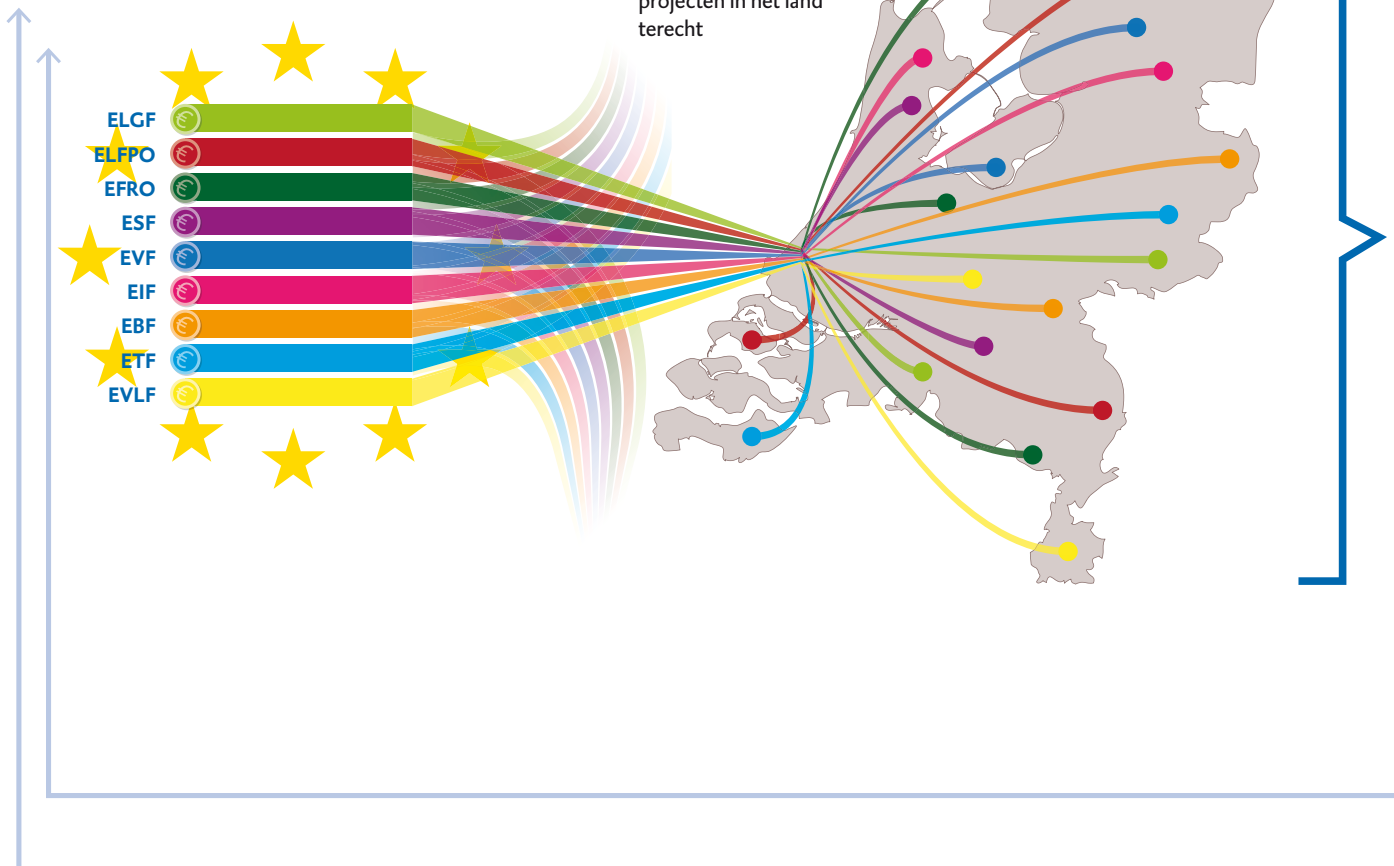 projecten in het land
terecht
ELGF
ELFPO
EFRO
ESF
EVF
EIF
EBF
ETF
EVLF